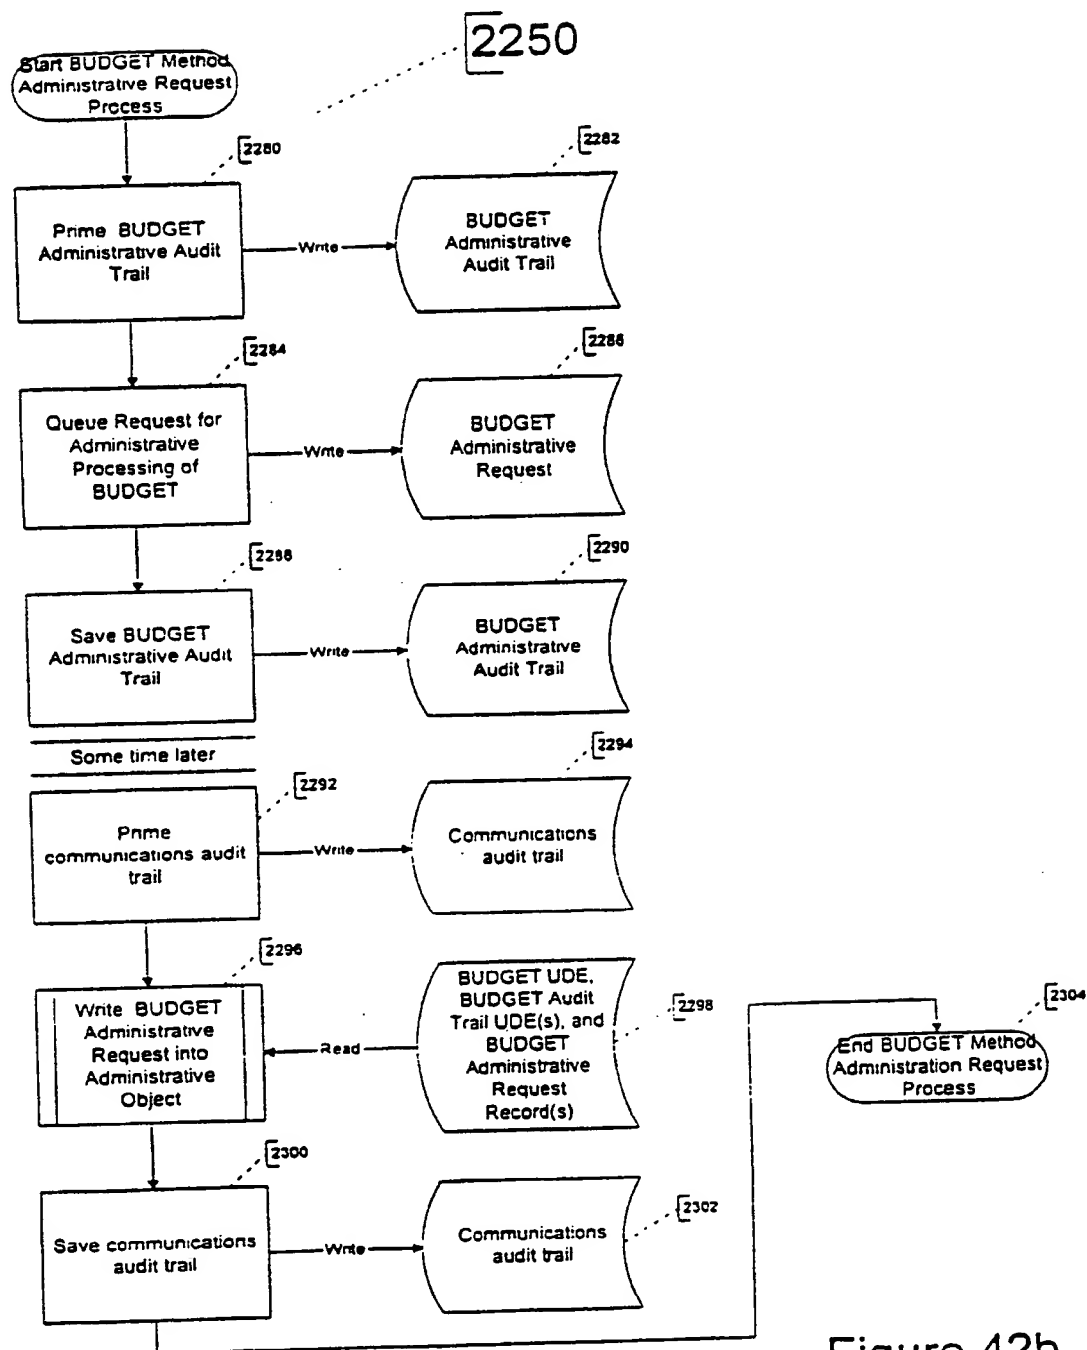 2250
Start BUDGET Method
Administrative Request
Process
2280
2282
Prime BUDGET
Administrative Audit
Trail
Write
BUDGET
Administrative
Audit Trail
2284
2286
Queue Request for
Administrative
Processing of
BUDGET
Write
BUDGET
Administrative
Request
2288
2290
Save BUDGET
Administrative Audit
Trail
Write
BUDGET
Administrative
Audit Trail
Some time later
2292
2294
Prime
communications audit
trail
Write
Communications
audit trail
2296
2298
Write BUDGET
Administrative
Request into
Administrative
Object
Read
BUDGET UDE,
BUDGET Audit
Trail UDE(s), and
BUDGET
Administrative
Request
Record(s)
2304
End BUDGET Method
Administration Request
Process
2300
2302
Save communications
audit trail
Write
Communications
audit trail
Figure 42b